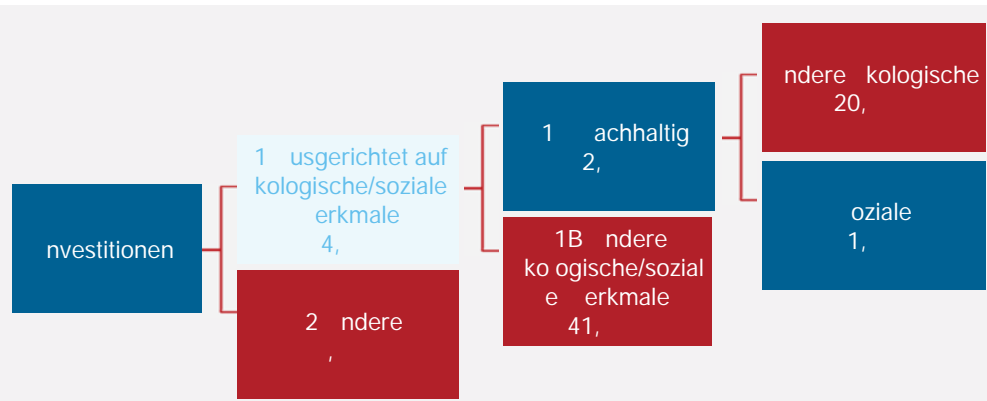 nvestitionen
1 usgerichtet auf
kologische/soziale
erkmale
4,
2 ndere
,
1 achhaltig
2,
1B ndere
ko ogische/sozial
e erkmale
41,
ndere kologische
20,
oziale
1,